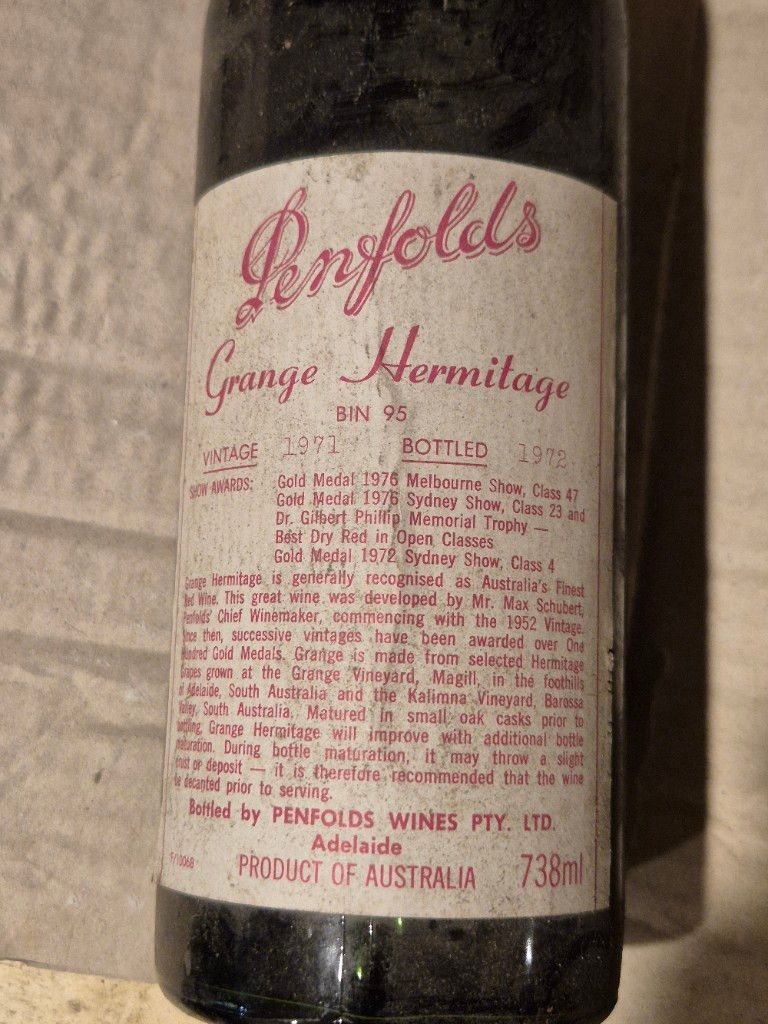 Penfolds
Grange Hermitage
BIN 95
VINTAGE 1971 BOTTLED 1972
SHOW AWARDS: Gold Medal 1976 Melbourne Show, Class 47
Gold Medal 1976 Sydney Show, Class 23 and
Dr. Gilbert Phillip Memorial Trophy —
Best Dry Red in Open Classes
Gold Medal 1972 Sydney Show, Class 4
Grange Hermitage is generally recognised as Australia's Finest
Red Wine. This great wine was developed by Mr. Max Schubert,
Penfolds' Chief Winemaker, commencing with the 1952 Vintage.
Since then, successive vintages have been awarded over One
Hundred Gold Medals. Grange is made from selected Hermitage
Grapes grown at the Grange Vineyard, Magill, in the foothills
of Adelaide, South Australia and the Kalimna Vineyard, Barossa
Valley, South Australia. Matured in small oak casks prior to
bottling, Grange Hermitage will improve with additional bottle
maturation. During bottle maturation, it may throw a slight
crust or deposit — it is therefore recommended that the wine
be decanted prior to serving.
Bottled by PENFOLDS WINES PTY. LTD.
Adelaide
F/10068 PRODUCT OF AUSTRALIA 738ml